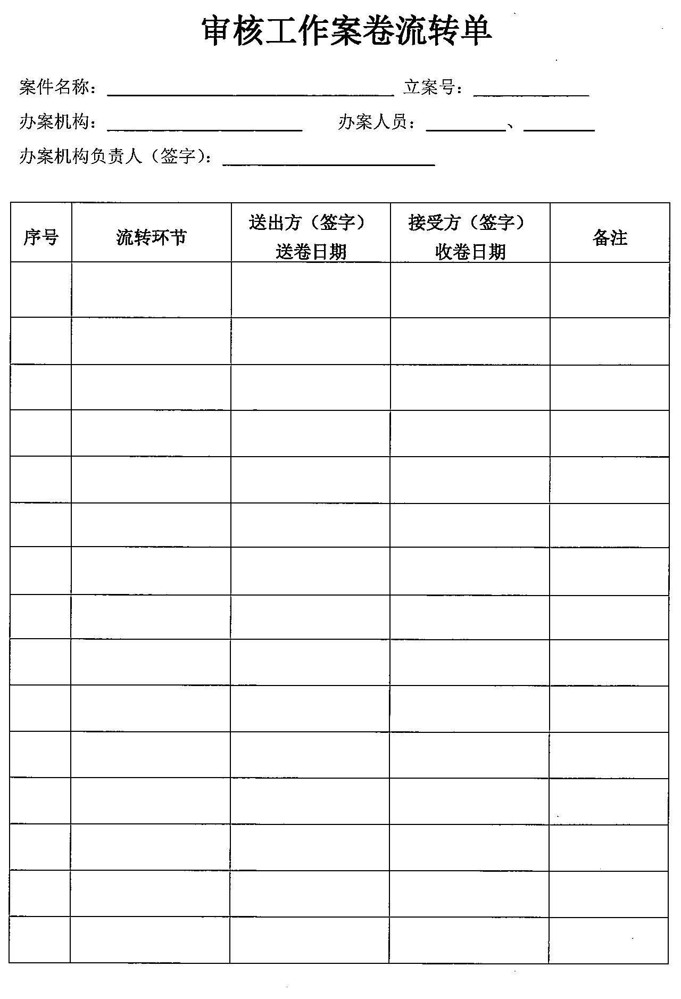 审核工作案卷流转单
案件名称：　立案号：
办案机构：　办案人员：　、
办案机构负责人（签字）：
序号　流转环节　送出方（签字）　接受方（签字）　备注
送卷日期　收卷日期